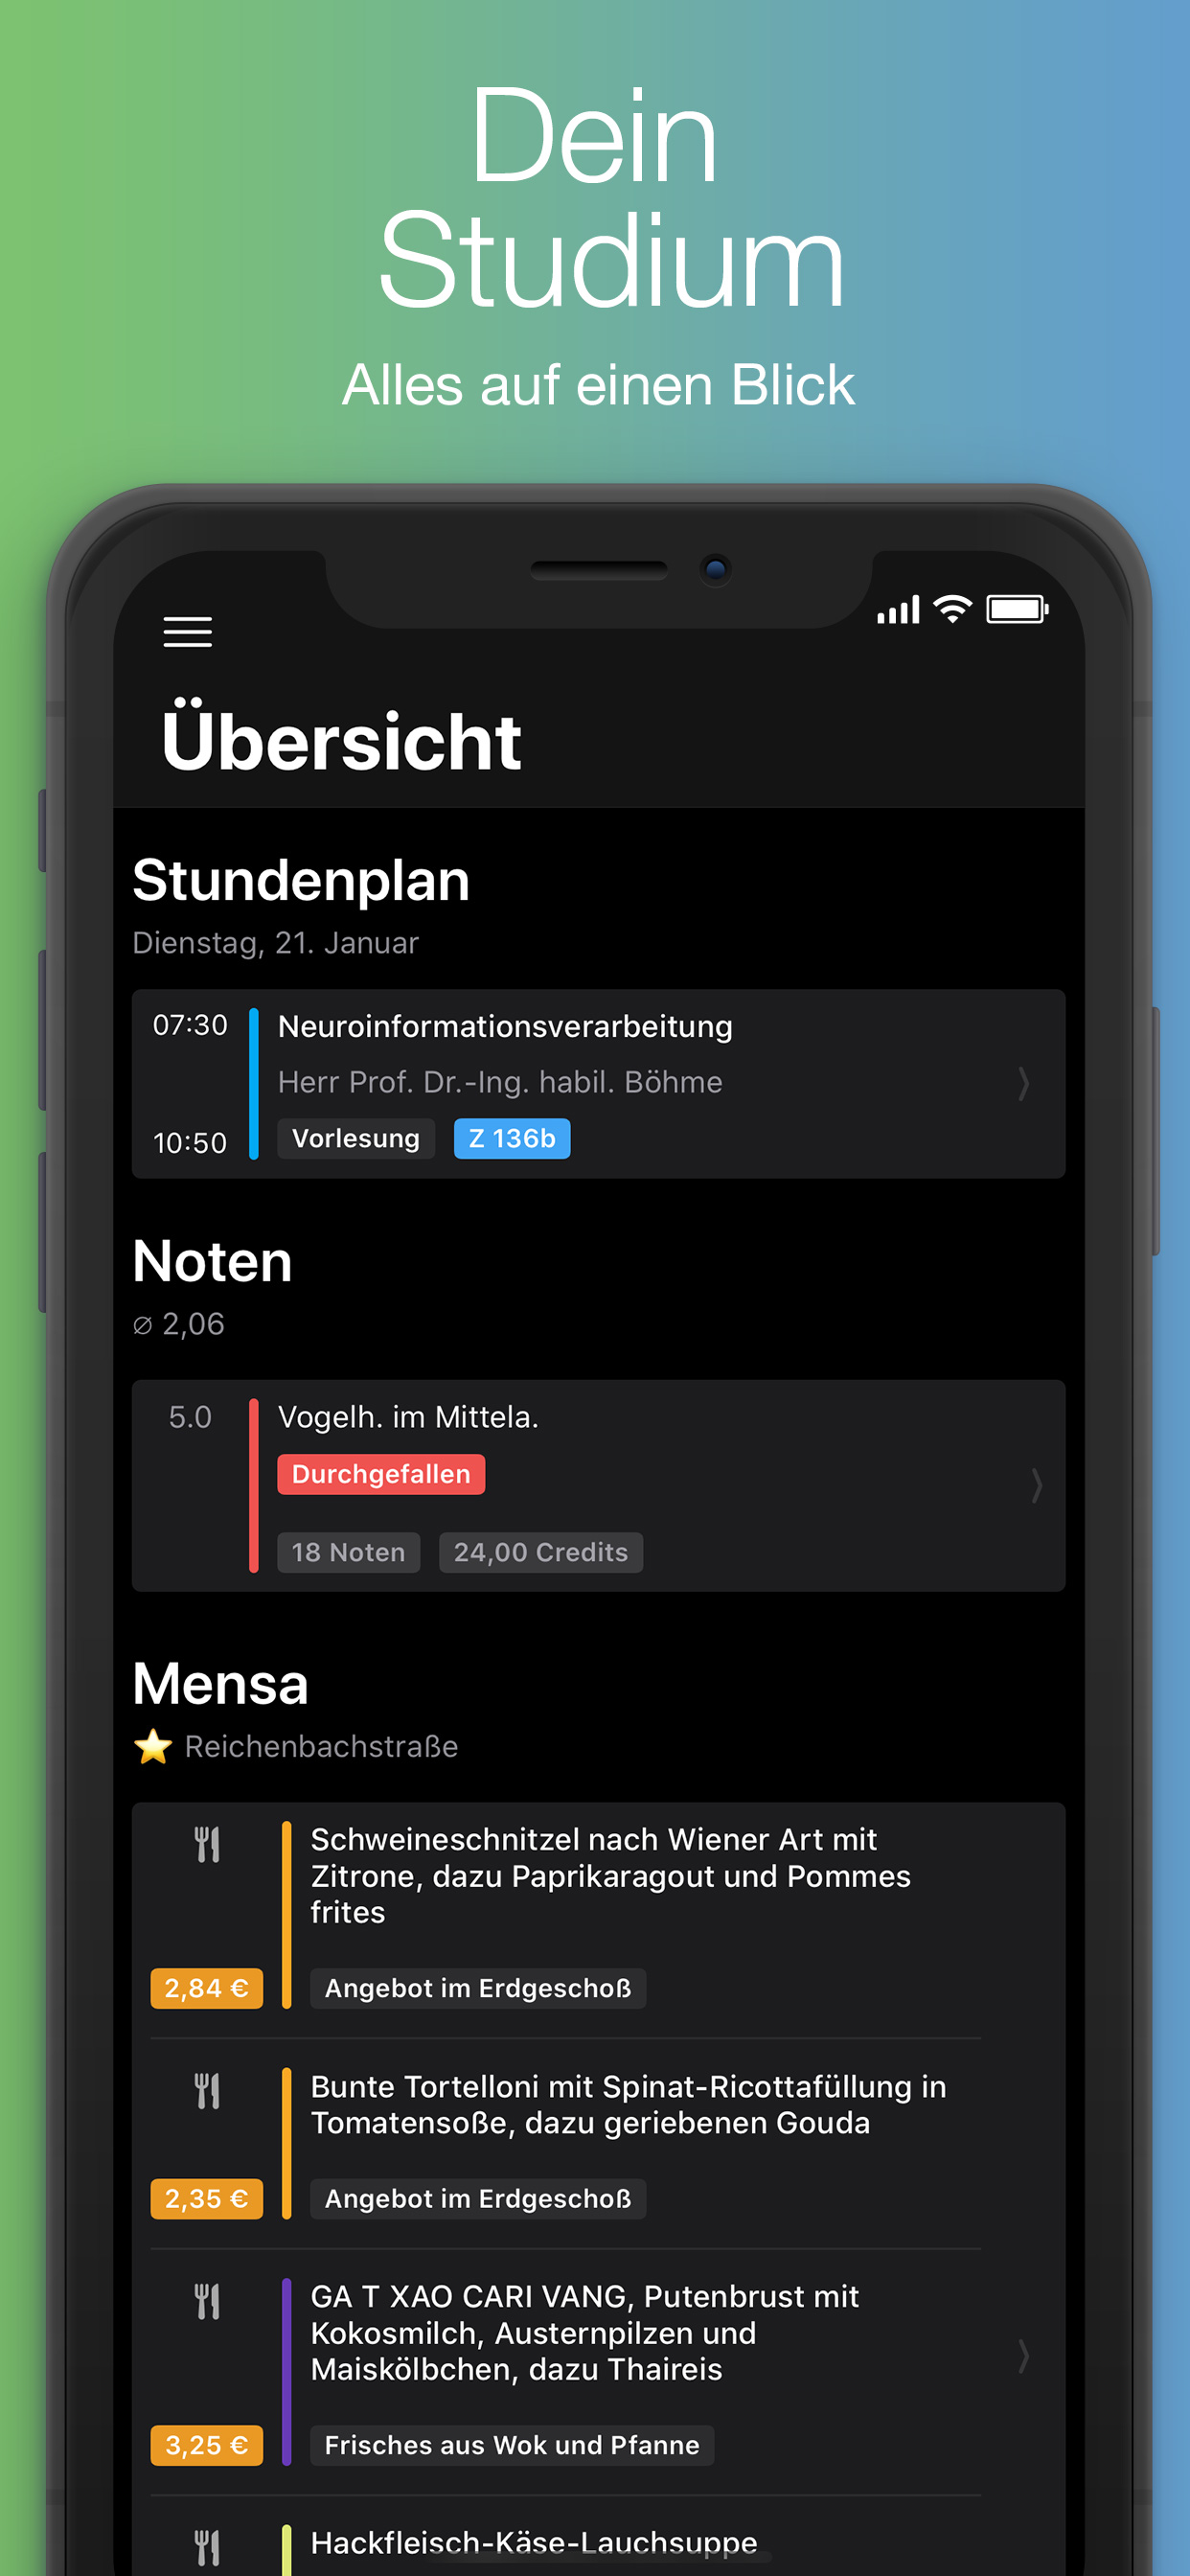 Dein
Studium
Alles auf einen Blick
Übersicht
Stundenplan
Dienstag, 21. Januar
07:30
Neuroinformationsverarbeitung
Herr Prof. Dr.-Ing. habil. Böhme
10:50
Vorlesung
Z 136b
Noten
⌀ 2,06
5.0
Vogelh. im Mittela.
Durchgefallen
18 Noten
24,00 Credits
Mensa
Reichenbachstraße
Schweineschnitzel nach Wiener Art mit
Zitrone, dazu Paprikaragout und Pommes
frites
2,84 €
Angebot im Erdgeschoß
Bunte Tortelloni mit Spinat-Ricottafüllung in
Tomatensoße, dazu geriebenen Gouda
2,35 €
Angebot im Erdgeschoß
GA T XAO CARI VANG, Putenbrust mit
Kokosmilch, Austernpilzen und
Maiskölbchen, dazu Thaireis
3,25 €
Frisches aus Wok und Pfanne
Hackfleisch-Käse-Lauchsuppe